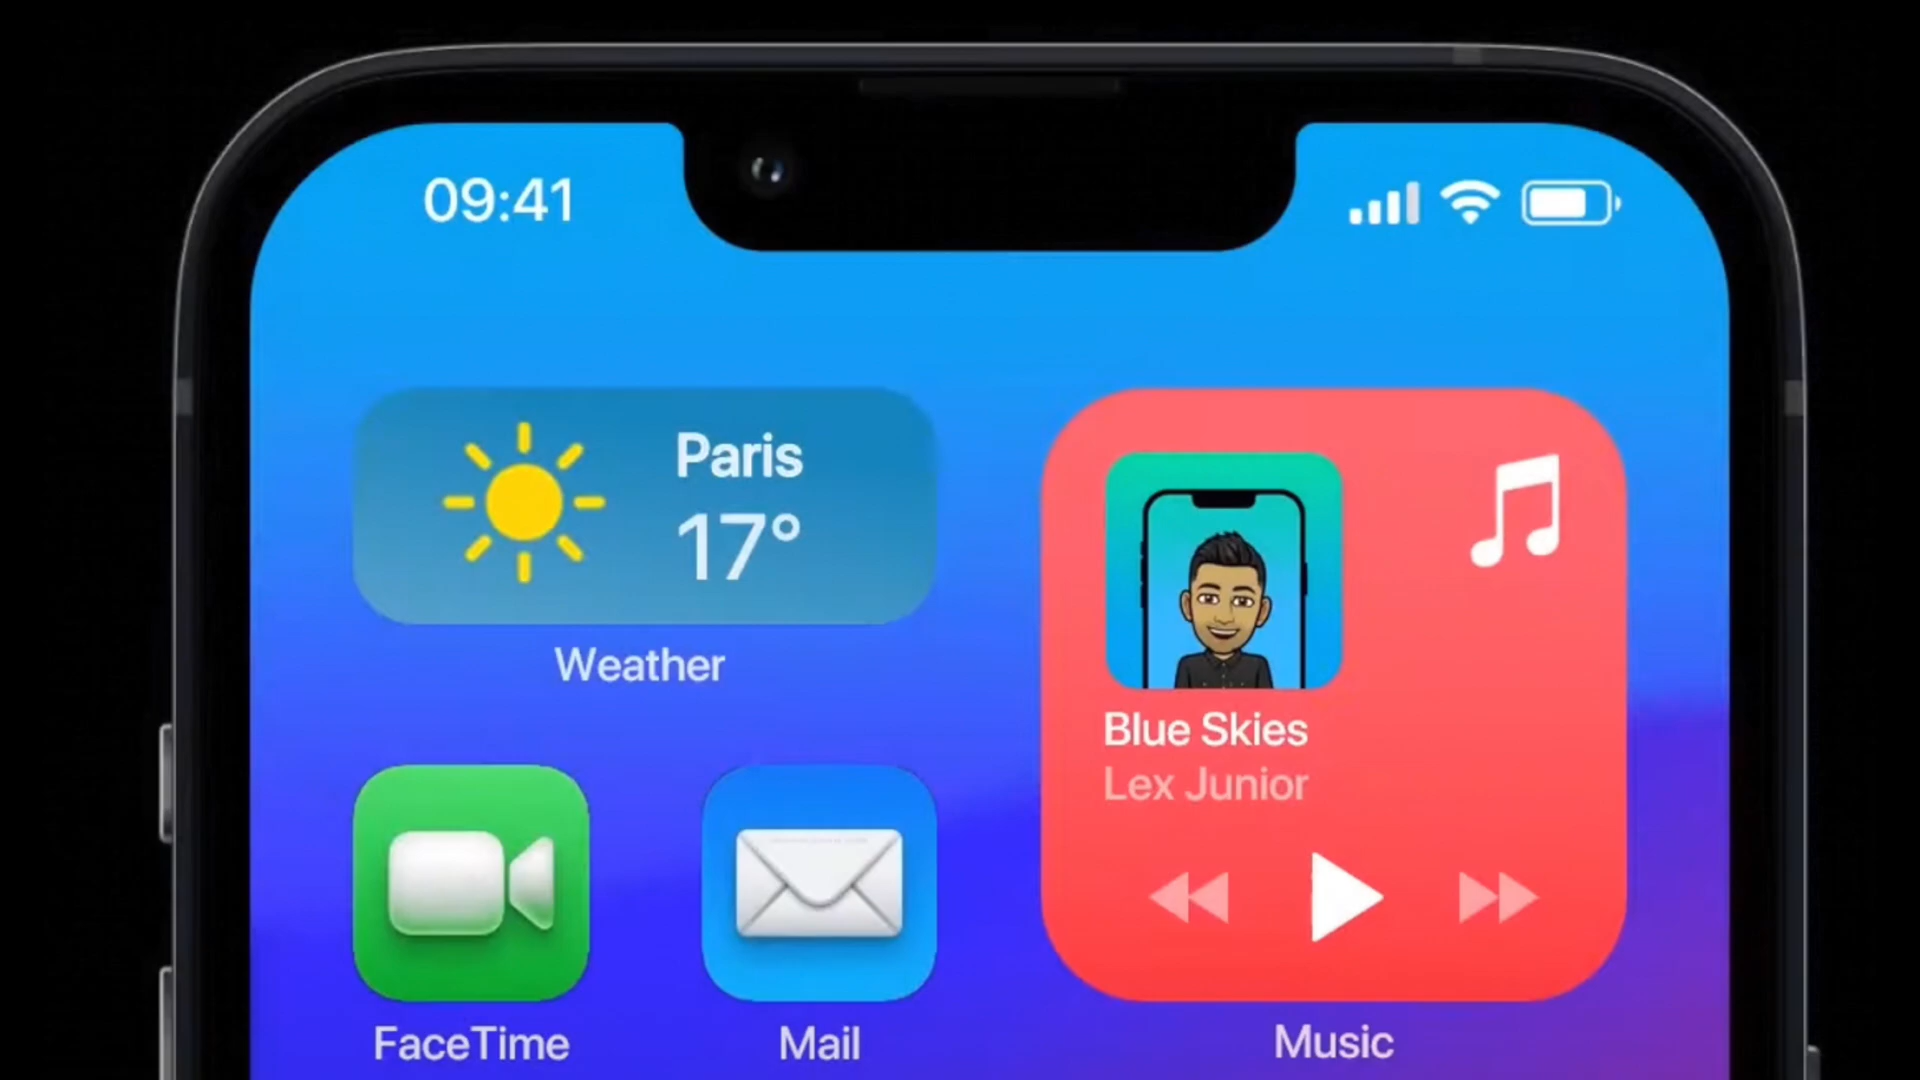 09:41
Paris
17°
Weather
Blue Skies
Lex Junior
FaceTime
Mail
Music